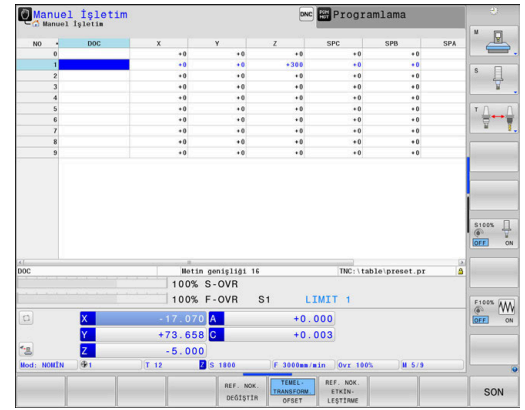 Manuel İşletim
Manuel İşletim
DNC
Programlama
NO DOC X Y Z SPC SPB SPA
0 +0 +0 +0 +0 +0
1 +0 +0 +300 +0 +0
2 +0 +0 +0 +0 +0
3 +0 +0 +0 +0 +0
4 +0 +0 +0 +0 +0
5 +0 +0 +0 +0 +0
6 +0 +0 +0 +0 +0
7 +0 +0 +0 +0 +0
8 +0 +0 +0 +0 +0
9 +0 +0 +0 +0 +0
DOC Metin genişliği 16 TNC:\table\preset.pr
100% S-OVR
100% F-OVR S1 LIMIT 1
X -17.070 A +0.000
Y +73.658 C +0.003
Z -5.000
Mod: NOMİN 1 T 12 Z S 1800 F 3000mm/min Ovr 100% M 5/9
REF. NOK.
DEĞİŞTİR
TEMEL-
TRANSFORM.
OFSET
REF. NOK.
ETKİN-
LEŞTİRME
SON
M
S
T
S100%
OFF ON
F100%
OFF ON